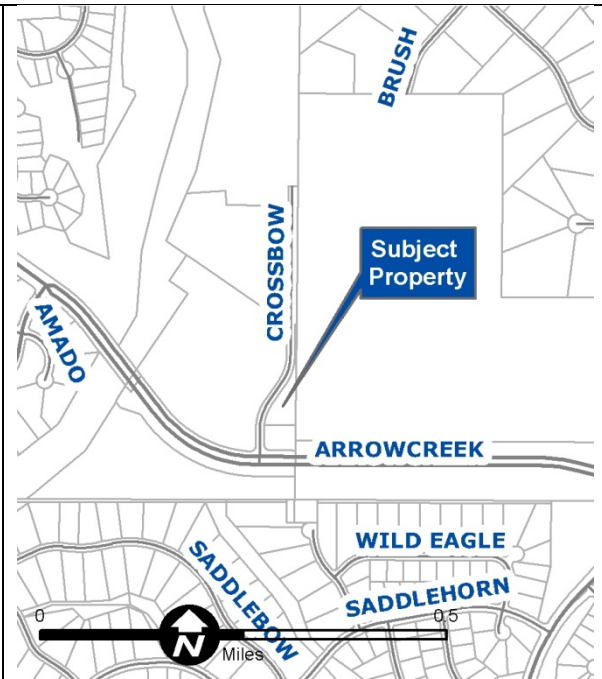 BRUSH
CROSSBOW
Subject
Property
AMADO
ARROWCREEK
WILD EAGLE
SADDLEBOW
SADDLEHORN
0
0.5
N
Miles